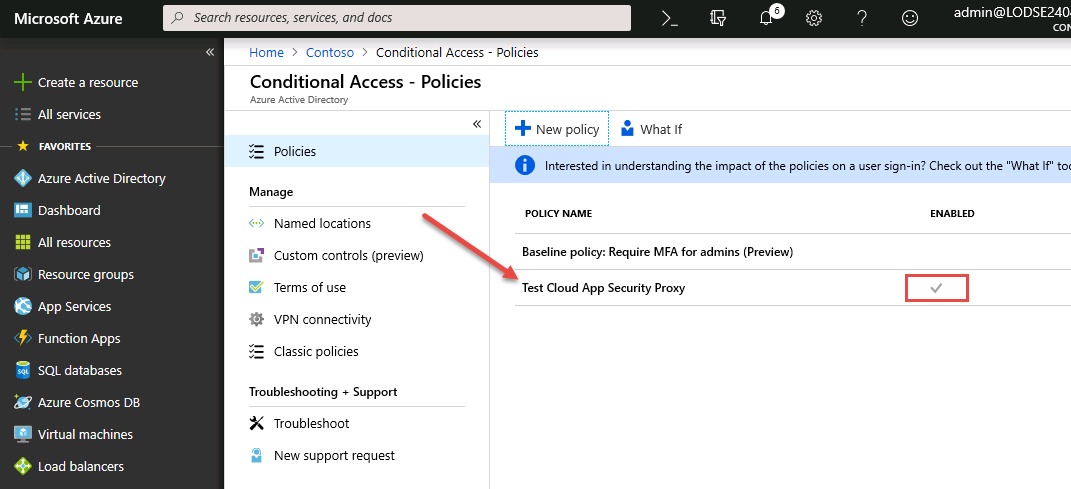 Microsoft Azure
Search resources, services, and docs
6
admin@LODSE240
CON
Home > Contoso > Conditional Access - Policies
Conditional Access - Policies
Azure Active Directory
Create a resource
All services
FAVORITES
Azure Active Directory
Dashboard
All resources
Resource groups
App Services
Function Apps
SQL databases
Azure Cosmos DB
Virtual machines
Load balancers
Policies
Manage
Named locations
Custom controls (preview)
Terms of use
VPN connectivity
Classic policies
Troubleshooting + Support
Troubleshoot
New support request
New policy
What If
Interested in understanding the impact of the policies on a user sign-in? Check out the "What If" too
POLICY NAME ENABLED
Baseline policy: Require MFA for admins (Preview)
Test Cloud App Security Proxy